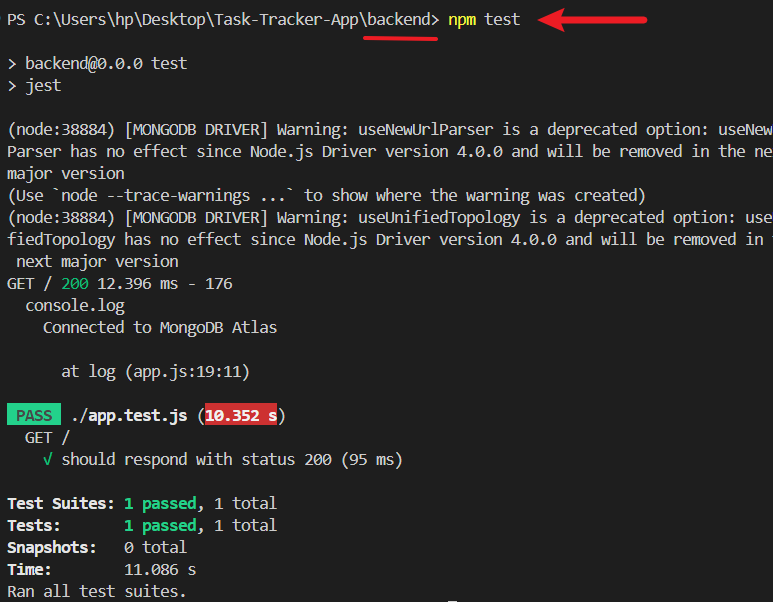 PS C:\Users\hp\Desktop\Task-Tracker-App\backend> npm test
> backend@0.0.0 test
> jest
(node:38884) [MONGODB DRIVER] Warning: useNewUrlParser is a deprecated option: useNew
Parser has no effect since Node.js Driver version 4.0.0 and will be removed in the ne
major version
(Use `node --trace-warnings ...` to show where the warning was created)
(node:38884) [MONGODB DRIVER] Warning: useUnifiedTopology is a deprecated option: use
fiedTopology has no effect since Node.js Driver version 4.0.0 and will be removed in
next major version
GET / 200 12.396 ms - 176
console.log
Connected to MongoDB Atlas
at log (app.js:19:11)
PASS ./app.test.js (10.352 s)
GET /
√ should respond with status 200 (95 ms)
Test Suites: 1 passed, 1 total
Tests: 1 passed, 1 total
Snapshots: 0 total
Time: 11.086 s
Ran all test suites.